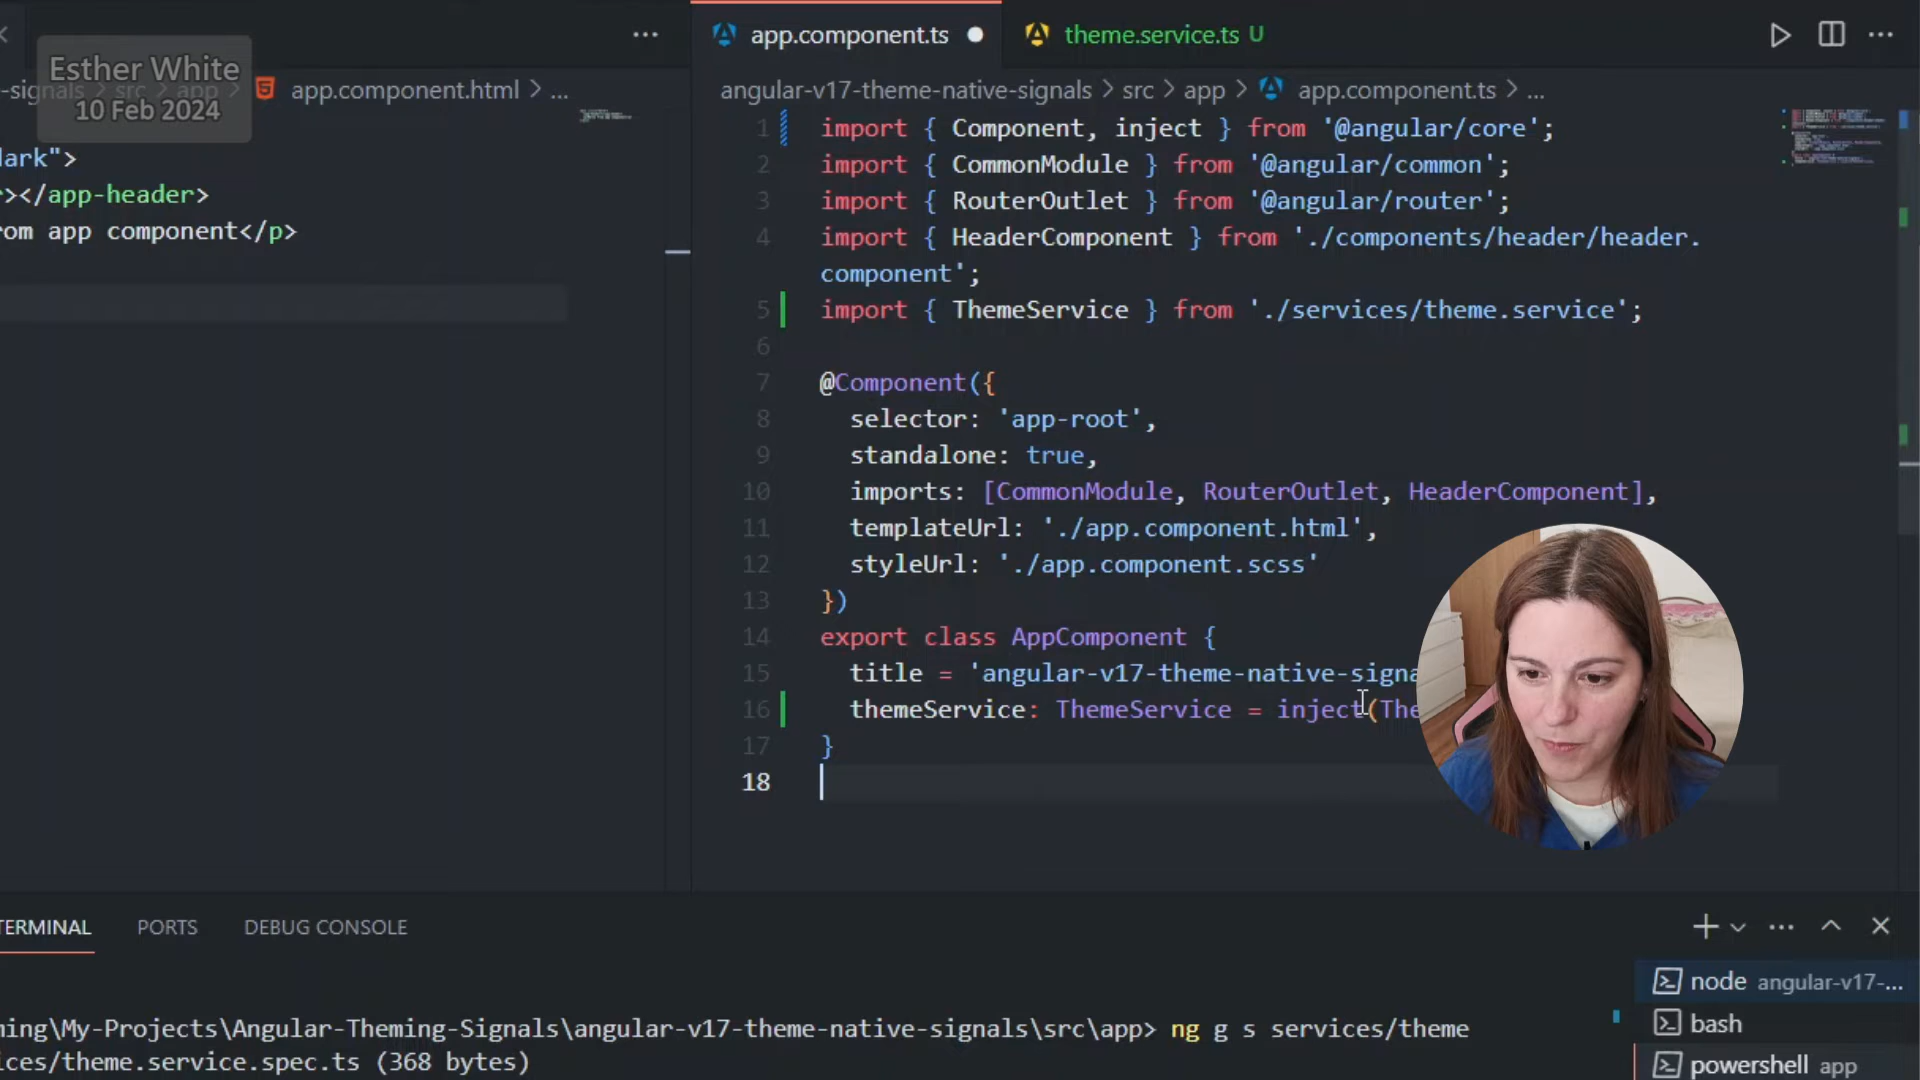 app.component.ts
theme.service.ts U
Esther White
10 Feb 2024
-signals > src > app > app.component.html > ...
angular-v17-theme-native-signals > src > app > app.component.ts > ...
dark">
></app-header>
rom app component</p>
1 import { Component, inject } from '@angular/core';
2 import { CommonModule } from '@angular/common';
3 import { RouterOutlet } from '@angular/router';
4 import { HeaderComponent } from './components/header/header.
component';
5 import { ThemeService } from './services/theme.service';
6
7 @Component({
8 selector: 'app-root',
9 standalone: true,
10 imports: [CommonModule, RouterOutlet, HeaderComponent],
11 templateUrl: './app.component.html',
12 styleUrl: './app.component.scss'
13 })
14 export class AppComponent {
15 title = 'angular-v17-theme-native-signa
16 themeService: ThemeService = inject(The
17 }
18
TERMINAL PORTS DEBUG CONSOLE
node angular-v17-...
bash
powershell app
ming\My-Projects\Angular-Theming-Signals\angular-v17-theme-native-signals\src\app> ng g s services/theme
ices/theme.service.spec.ts (368 bytes)